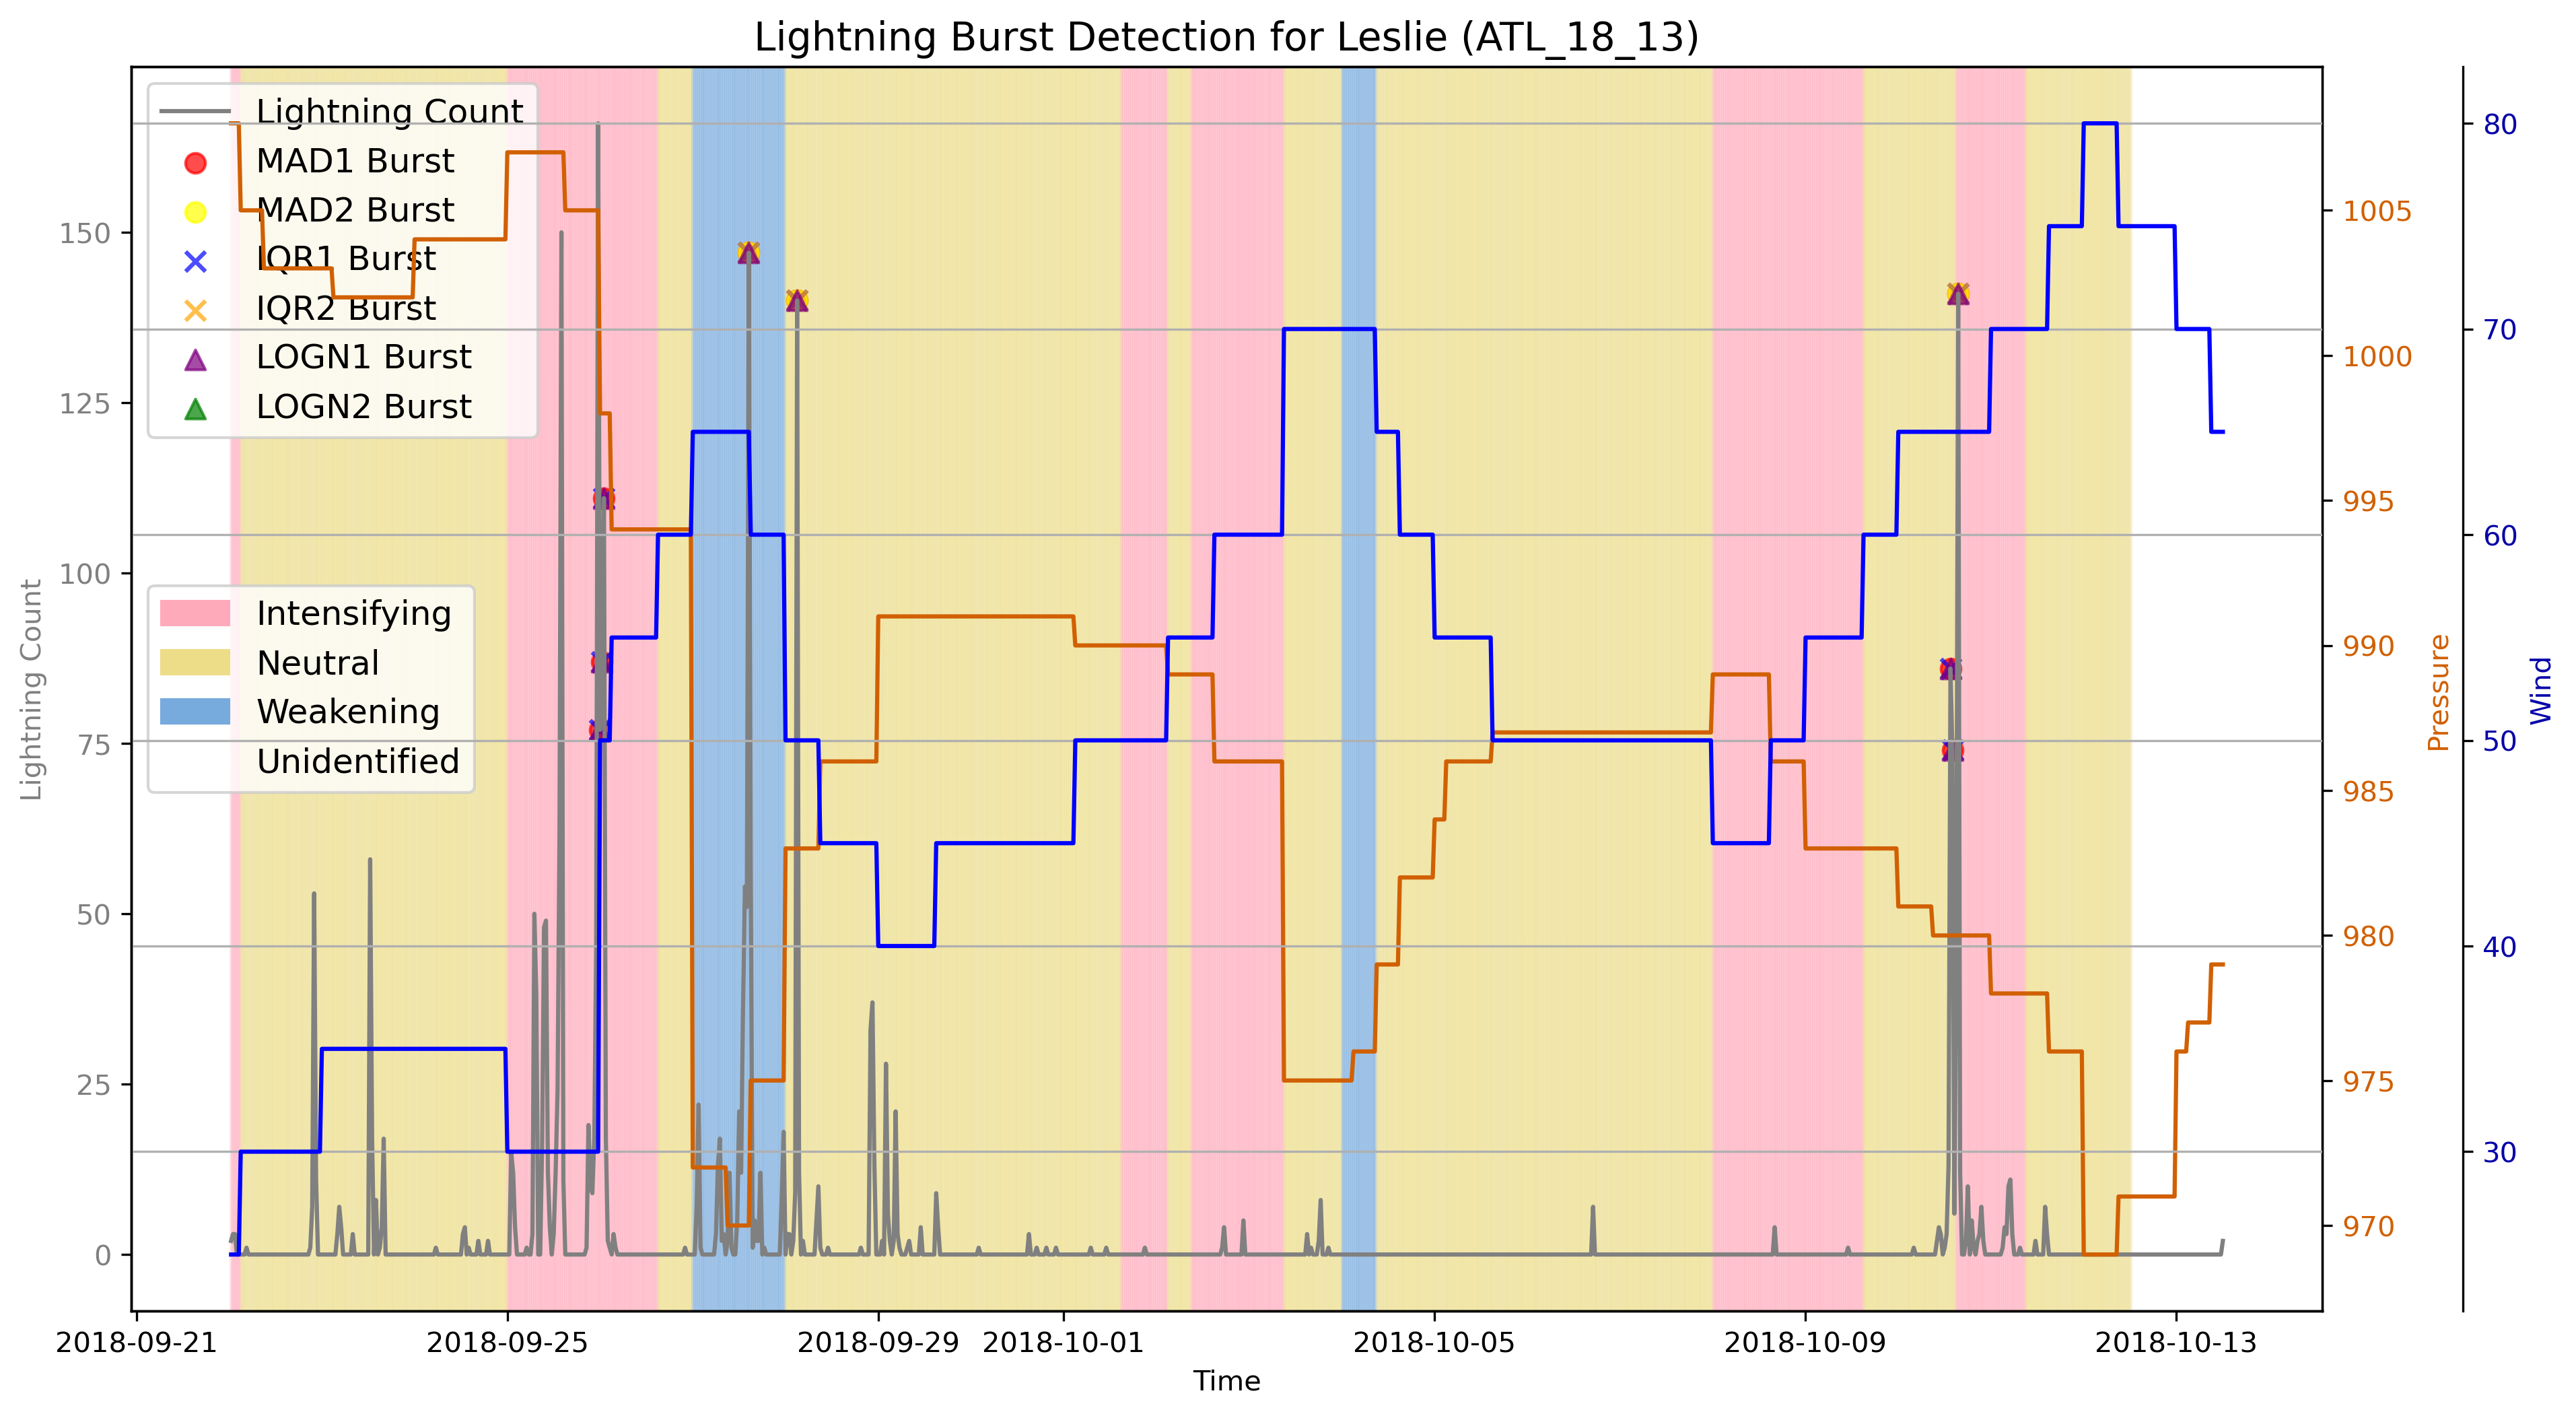 Lightning Burst Detection for Leslie (ATL_18_13)
Lightning Count
MAD1 Burst
MAD2 Burst
IQR1 Burst
IQR2 Burst
LOGN1 Burst
LOGN2 Burst
Intensifying
Neutral
Weakening
Unidentified
Lightning Count
150
125
100
75
50
25
0
1005
1000
995
990
985
980
975
970
Pressure
80
70
60
50
40
30
Wind
2018-09-21 2018-09-25 2018-09-29 2018-10-01 2018-10-05 2018-10-09 2018-10-13
Time